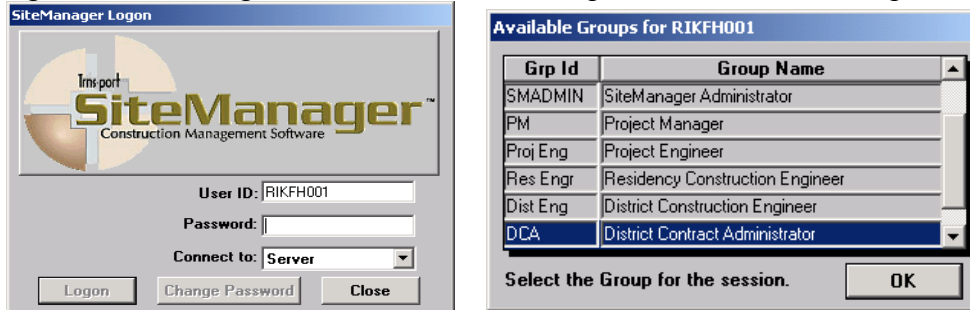 SiteManager Logon
Trns·port
SiteManager™
Construction Management Software
User ID: RIKFH001
Password:
Connect to: Server
Logon Change Password Close
Available Groups for RIKFH001
Grp Id Group Name
SMADMIN SiteManager Administrator
PM Project Manager
Proj Eng Project Engineer
Res Engr Residency Construction Engineer
Dist Eng District Construction Engineer
DCA District Contract Administrator
Select the Group for the session. OK